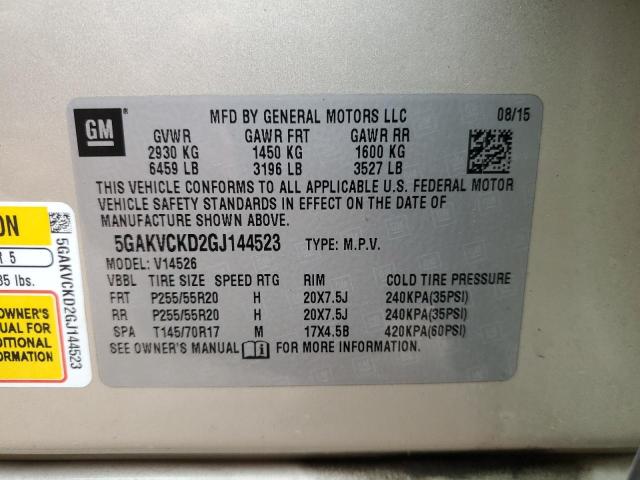 GM
MFD BY GENERAL MOTORS LLC 08/15
GVWR GAWR FRT GAWR RR
2930 KG 1450 KG 1600 KG
6459 LB 3196 LB 3527 LB
THIS VEHICLE CONFORMS TO ALL APPLICABLE U.S. FEDERAL MOTOR
VEHICLE SAFETY STANDARDS IN EFFECT ON THE DATE OF
MANUFACTURE SHOWN ABOVE.
5GAKVCKD2GJ144523 TYPE: M.P.V.
MODEL: V14526
VBBL TIRE SIZE SPEED RTG RIM COLD TIRE PRESSURE
FRT P255/55R20 H 20X7.5J 240KPA(35PSI)
RR P255/55R20 H 20X7.5J 240KPA(35PSI)
SPA T145/70R17 M 17X4.5B 420KPA(60PSI)
SEE OWNER'S MANUAL FOR MORE INFORMATION.
ON
5
35 lbs.
OWNER'S
UAL FOR
DITIONAL
ORMATION
5GAKVCKD2GJ144523